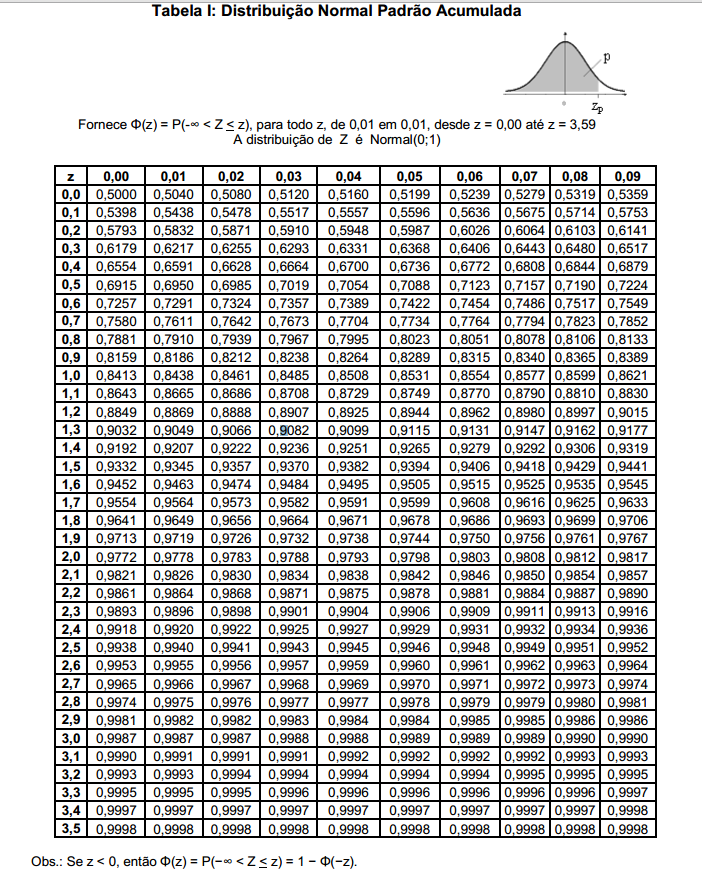 Tabela I: Distribuição Normal Padrão Acumulada
p
0
zp
Fornece Φ(z) = P(-∞ < Z ≤ z), para todo z, de 0,01 em 0,01, desde z = 0,00 até z = 3,59
A distribuição de Z é Normal(0;1)
z 0,00 0,01 0,02 0,03 0,04 0,05 0,06 0,07 0,08 0,09
0,0 0,5000 0,5040 0,5080 0,5120 0,5160 0,5199 0,5239 0,5279 0,5319 0,5359
0,1 0,5398 0,5438 0,5478 0,5517 0,5557 0,5596 0,5636 0,5675 0,5714 0,5753
0,2 0,5793 0,5832 0,5871 0,5910 0,5948 0,5987 0,6026 0,6064 0,6103 0,6141
0,3 0,6179 0,6217 0,6255 0,6293 0,6331 0,6368 0,6406 0,6443 0,6480 0,6517
0,4 0,6554 0,6591 0,6628 0,6664 0,6700 0,6736 0,6772 0,6808 0,6844 0,6879
0,5 0,6915 0,6950 0,6985 0,7019 0,7054 0,7088 0,7123 0,7157 0,7190 0,7224
0,6 0,7257 0,7291 0,7324 0,7357 0,7389 0,7422 0,7454 0,7486 0,7517 0,7549
0,7 0,7580 0,7611 0,7642 0,7673 0,7704 0,7734 0,7764 0,7794 0,7823 0,7852
0,8 0,7881 0,7910 0,7939 0,7967 0,7995 0,8023 0,8051 0,8078 0,8106 0,8133
0,9 0,8159 0,8186 0,8212 0,8238 0,8264 0,8289 0,8315 0,8340 0,8365 0,8389
1,0 0,8413 0,8438 0,8461 0,8485 0,8508 0,8531 0,8554 0,8577 0,8599 0,8621
1,1 0,8643 0,8665 0,8686 0,8708 0,8729 0,8749 0,8770 0,8790 0,8810 0,8830
1,2 0,8849 0,8869 0,8888 0,8907 0,8925 0,8944 0,8962 0,8980 0,8997 0,9015
1,3 0,9032 0,9049 0,9066 0,9082 0,9099 0,9115 0,9131 0,9147 0,9162 0,9177
1,4 0,9192 0,9207 0,9222 0,9236 0,9251 0,9265 0,9279 0,9292 0,9306 0,9319
1,5 0,9332 0,9345 0,9357 0,9370 0,9382 0,9394 0,9406 0,9418 0,9429 0,9441
1,6 0,9452 0,9463 0,9474 0,9484 0,9495 0,9505 0,9515 0,9525 0,9535 0,9545
1,7 0,9554 0,9564 0,9573 0,9582 0,9591 0,9599 0,9608 0,9616 0,9625 0,9633
1,8 0,9641 0,9649 0,9656 0,9664 0,9671 0,9678 0,9686 0,9693 0,9699 0,9706
1,9 0,9713 0,9719 0,9726 0,9732 0,9738 0,9744 0,9750 0,9756 0,9761 0,9767
2,0 0,9772 0,9778 0,9783 0,9788 0,9793 0,9798 0,9803 0,9808 0,9812 0,9817
2,1 0,9821 0,9826 0,9830 0,9834 0,9838 0,9842 0,9846 0,9850 0,9854 0,9857
2,2 0,9861 0,9864 0,9868 0,9871 0,9875 0,9878 0,9881 0,9884 0,9887 0,9890
2,3 0,9893 0,9896 0,9898 0,9901 0,9904 0,9906 0,9909 0,9911 0,9913 0,9916
2,4 0,9918 0,9920 0,9922 0,9925 0,9927 0,9929 0,9931 0,9932 0,9934 0,9936
2,5 0,9938 0,9940 0,9941 0,9943 0,9945 0,9946 0,9948 0,9949 0,9951 0,9952
2,6 0,9953 0,9955 0,9956 0,9957 0,9959 0,9960 0,9961 0,9962 0,9963 0,9964
2,7 0,9965 0,9966 0,9967 0,9968 0,9969 0,9970 0,9971 0,9972 0,9973 0,9974
2,8 0,9974 0,9975 0,9976 0,9977 0,9977 0,9978 0,9979 0,9979 0,9980 0,9981
2,9 0,9981 0,9982 0,9982 0,9983 0,9984 0,9984 0,9985 0,9985 0,9986 0,9986
3,0 0,9987 0,9987 0,9987 0,9988 0,9988 0,9989 0,9989 0,9989 0,9990 0,9990
3,1 0,9990 0,9991 0,9991 0,9991 0,9992 0,9992 0,9992 0,9992 0,9993 0,9993
3,2 0,9993 0,9993 0,9994 0,9994 0,9994 0,9994 0,9994 0,9995 0,9995 0,9995
3,3 0,9995 0,9995 0,9995 0,9996 0,9996 0,9996 0,9996 0,9996 0,9996 0,9997
3,4 0,9997 0,9997 0,9997 0,9997 0,9997 0,9997 0,9997 0,9997 0,9997 0,9998
3,5 0,9998 0,9998 0,9998 0,9998 0,9998 0,9998 0,9998 0,9998 0,9998 0,9998
Obs.: Se z < 0, então Φ(z) = P(−∞ < Z ≤ z) = 1 − Φ(−z).